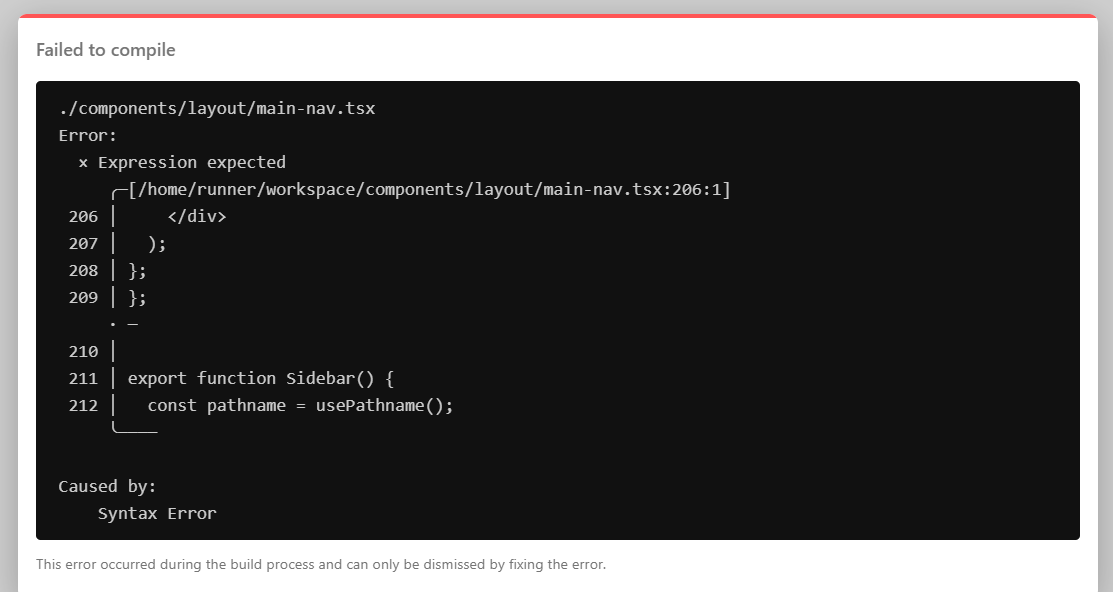 Failed to compile
./components/layout/main-nav.tsx
Error:
  × Expression expected
     ╭─[/home/runner/workspace/components/layout/main-nav.tsx:206:1]
 206 │     </div>
 207 │   );
 208 │ };
 209 │ };
     · ─
 210 │
 211 │ export function Sidebar() {
 212 │   const pathname = usePathname();
     ╰────
Caused by:
    Syntax Error
This error occurred during the build process and can only be dismissed by fixing the error.